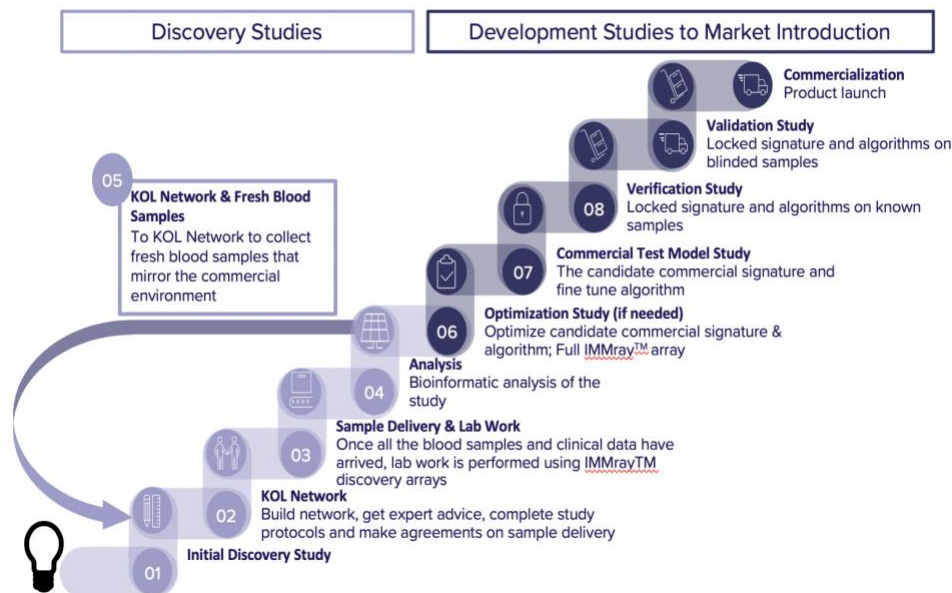 Discovery Studies
Development Studies to Market Introduction
Commercialization
Product launch
Validation Study
Locked signature and algorithms on
blinded samples
05
KOL Network & Fresh Blood
Samples
To KOL Network to collect
fresh blood samples that
mirror the commercial
environment
08
Verification Study
Locked signature and algorithms on known
samples
07
Commercial Test Model Study
The candidate commercial signature and
fine tune algorithm
06
Optimization Study (if needed)
Optimize candidate commercial signature &
algorithm; Full IMMray™ array
04
Analysis
Bioinformatic analysis of the
study
03
Sample Delivery & Lab Work
Once all the blood samples and clinical data have
arrived, lab work is performed using IMMrayTM
discovery arrays
02
KOL Network
Build network, get expert advice, complete study
protocols and make agreements on sample delivery
01
Initial Discovery Study